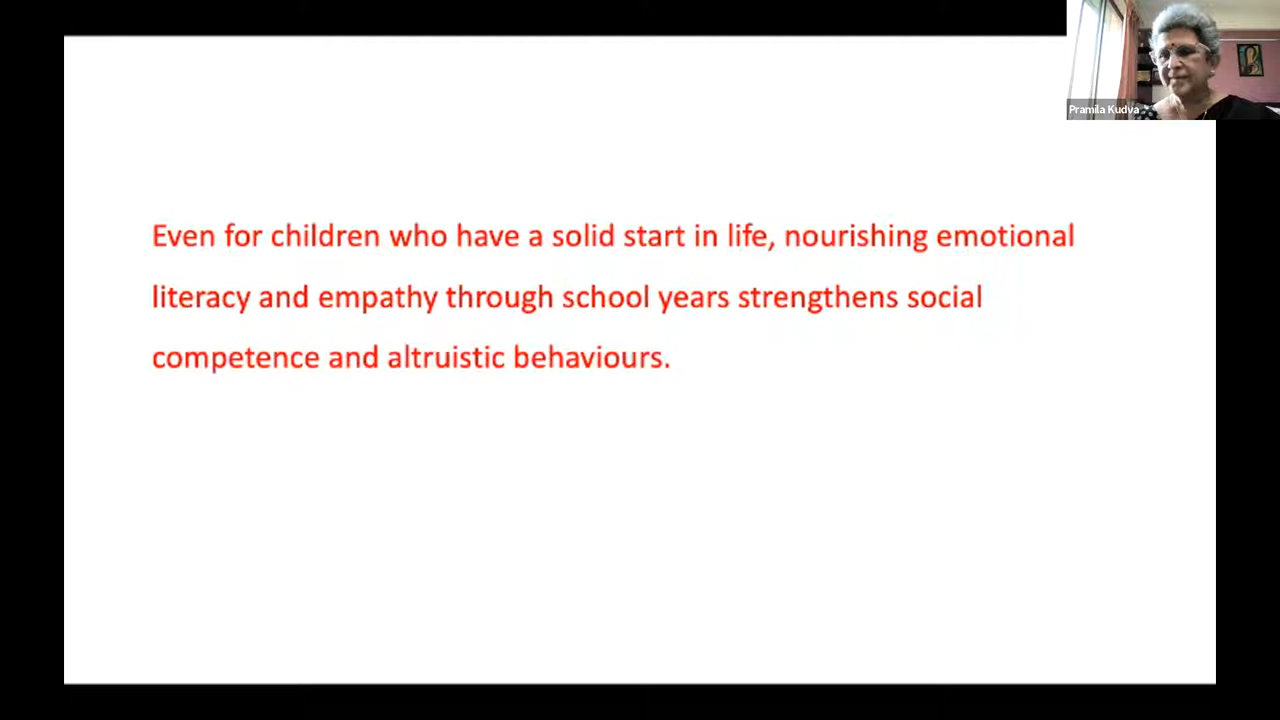 Pramila Kudva
Even for children who have a solid start in life, nourishing emotional
literacy and empathy through school years strengthens social
competence and altruistic behaviours.